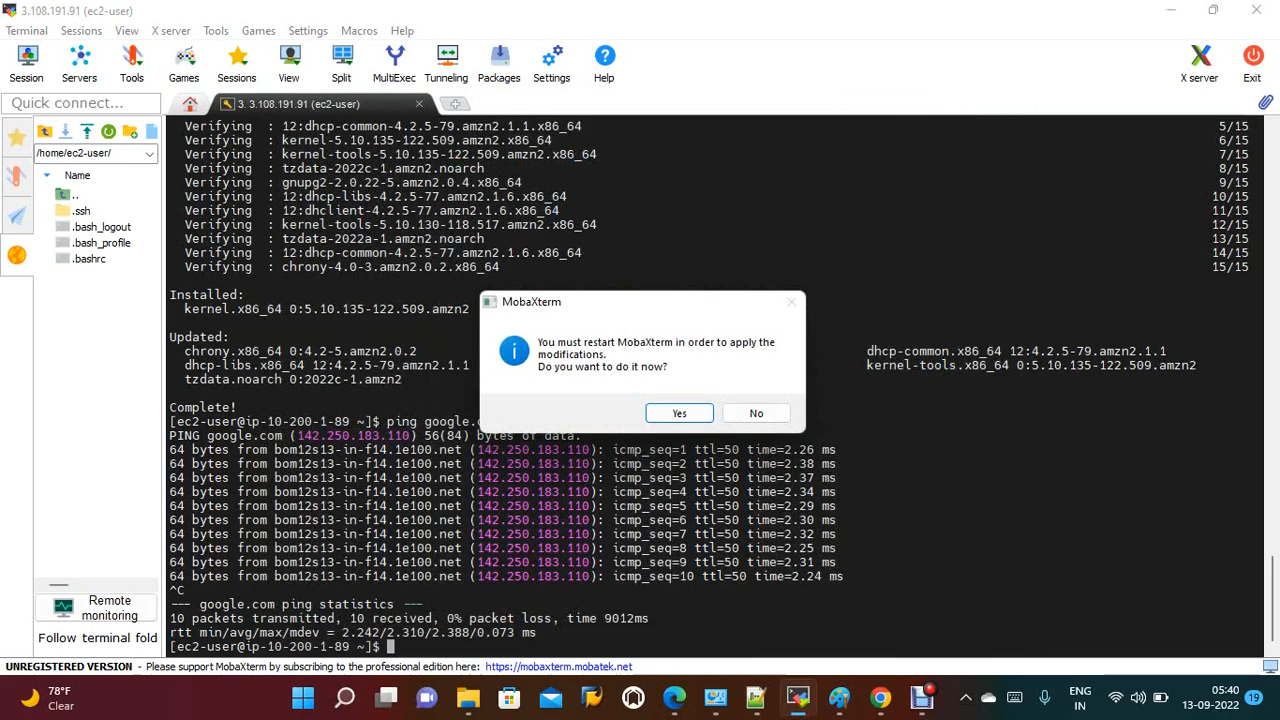 3.108.191.91 (ec2-user)
Terminal Sessions View X server Tools Games Settings Macros Help
Session Servers Tools Games Sessions View Split MultiExec Tunneling Packages Settings Help X server Exit
Quick connect... 3. 3.108.191.91 (ec2-user)
/home/ec2-user/
Name
..
.ssh
.bash_logout
.bash_profile
.bashrc
Remote
monitoring
Follow terminal fold
Verifying : 12:dhcp-common-4.2.5-79.amzn2.1.1.x86_64 5/15
Verifying : kernel-5.10.135-122.509.amzn2.x86_64 6/15
Verifying : kernel-tools-5.10.135-122.509.amzn2.x86_64 7/15
Verifying : tzdata-2022c-1.amzn2.noarch 8/15
Verifying : gnupg2-2.0.22-5.amzn2.0.4.x86_64 9/15
Verifying : 12:dhcp-libs-4.2.5-77.amzn2.1.6.x86_64 10/15
Verifying : 12:dhclient-4.2.5-77.amzn2.1.6.x86_64 11/15
Verifying : kernel-tools-5.10.130-118.517.amzn2.x86_64 12/15
Verifying : tzdata-2022a-1.amzn2.noarch 13/15
Verifying : 12:dhcp-common-4.2.5-77.amzn2.1.6.x86_64 14/15
Verifying : chrony-4.0-3.amzn2.0.2.x86_64 15/15
Installed:
kernel.x86_64 0:5.10.135-122.509.amzn2
Updated:
chrony.x86_64 0:4.2-5.amzn2.0.2 dhcp-common.x86_64 12:4.2.5-79.amzn2.1.1
dhcp-libs.x86_64 12:4.2.5-79.amzn2.1.1 kernel-tools.x86_64 0:5.10.135-122.509.amzn2
tzdata.noarch 0:2022c-1.amzn2
Complete!
[ec2-user@ip-10-200-1-89 ~]$ ping google.c
PING google.com (142.250.183.110) 56(84) bytes of data.
64 bytes from bom12s13-in-f14.1e100.net (142.250.183.110): icmp_seq=1 ttl=50 time=2.26 ms
64 bytes from bom12s13-in-f14.1e100.net (142.250.183.110): icmp_seq=2 ttl=50 time=2.38 ms
64 bytes from bom12s13-in-f14.1e100.net (142.250.183.110): icmp_seq=3 ttl=50 time=2.37 ms
64 bytes from bom12s13-in-f14.1e100.net (142.250.183.110): icmp_seq=4 ttl=50 time=2.34 ms
64 bytes from bom12s13-in-f14.1e100.net (142.250.183.110): icmp_seq=5 ttl=50 time=2.29 ms
64 bytes from bom12s13-in-f14.1e100.net (142.250.183.110): icmp_seq=6 ttl=50 time=2.30 ms
64 bytes from bom12s13-in-f14.1e100.net (142.250.183.110): icmp_seq=7 ttl=50 time=2.32 ms
64 bytes from bom12s13-in-f14.1e100.net (142.250.183.110): icmp_seq=8 ttl=50 time=2.25 ms
64 bytes from bom12s13-in-f14.1e100.net (142.250.183.110): icmp_seq=9 ttl=50 time=2.31 ms
64 bytes from bom12s13-in-f14.1e100.net (142.250.183.110): icmp_seq=10 ttl=50 time=2.24 ms
^C
--- google.com ping statistics ---
10 packets transmitted, 10 received, 0% packet loss, time 9012ms
rtt min/avg/max/mdev = 2.242/2.310/2.388/0.073 ms
[ec2-user@ip-10-200-1-89 ~]$
MobaXterm
You must restart MobaXterm in order to apply the
modifications.
Do you want to do it now?
Yes No
UNREGISTERED VERSION - Please support MobaXterm by subscribing to the professional edition here: https://mobaxterm.mobatek.net
78°F
Clear
ENG
IN
05:40
13-09-2022
19